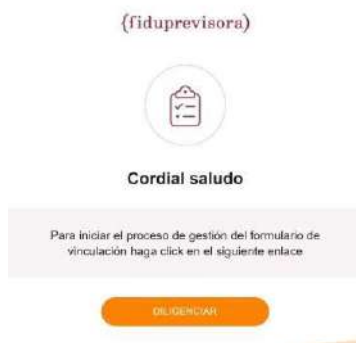 {fiduprevisora)
Cordial saludo
Para iniciar el proceso de gestión del formulario de
vinculación haga click en el siguiente enlace
DILIGENCIAR